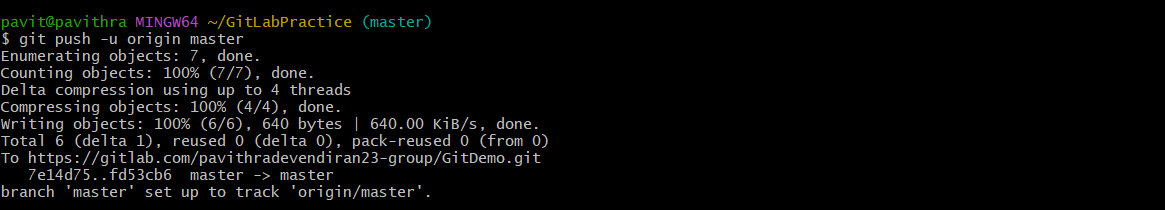 pavit@pavithra MINGW64 ~/GitLabPractice (master)
$ git push -u origin master
Enumerating objects: 7, done.
Counting objects: 100% (7/7), done.
Delta compression using up to 4 threads
Compressing objects: 100% (4/4), done.
Writing objects: 100% (6/6), 640 bytes | 640.00 KiB/s, done.
Total 6 (delta 1), reused 0 (delta 0), pack-reused 0 (from 0)
To https://gitlab.com/pavithradevendiran23-group/GitDemo.git
   7e14d75..fd53cb6  master -> master
branch 'master' set up to track 'origin/master'.